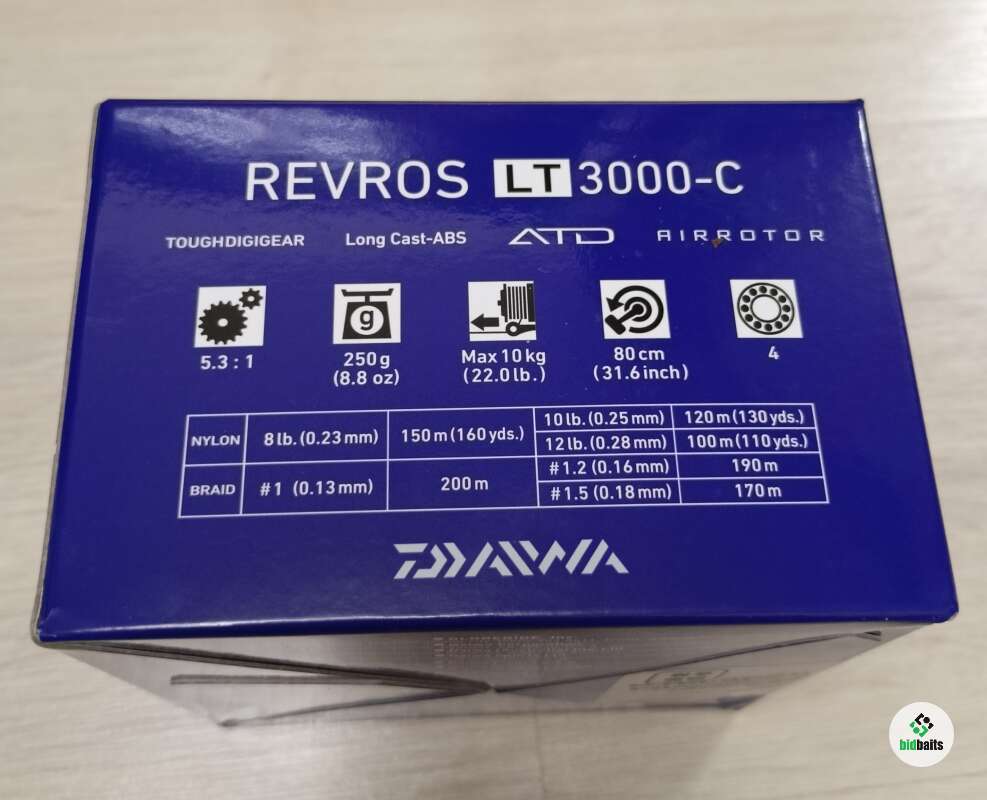 REVROS LT 3000-C
TOUGHDIGIGEAR Long Cast-ABS ATD AIRROTOR
g
5.3 : 1 250g Max 10 kg 80 cm 4
(8.8 oz) (22.0 lb.) (31.6 inch)
NYLON 8 lb. (0.23 mm) 150 m (160 yds.) 10 lb. (0.25 mm) 120 m (130 yds.)
12 lb. (0.28 mm) 100 m (110 yds.)
BRAID #1 (0.13 mm) 200 m #1.2 (0.16 mm) 190 m
#1.5 (0.18 mm) 170 m
DAIWA
bidbaits